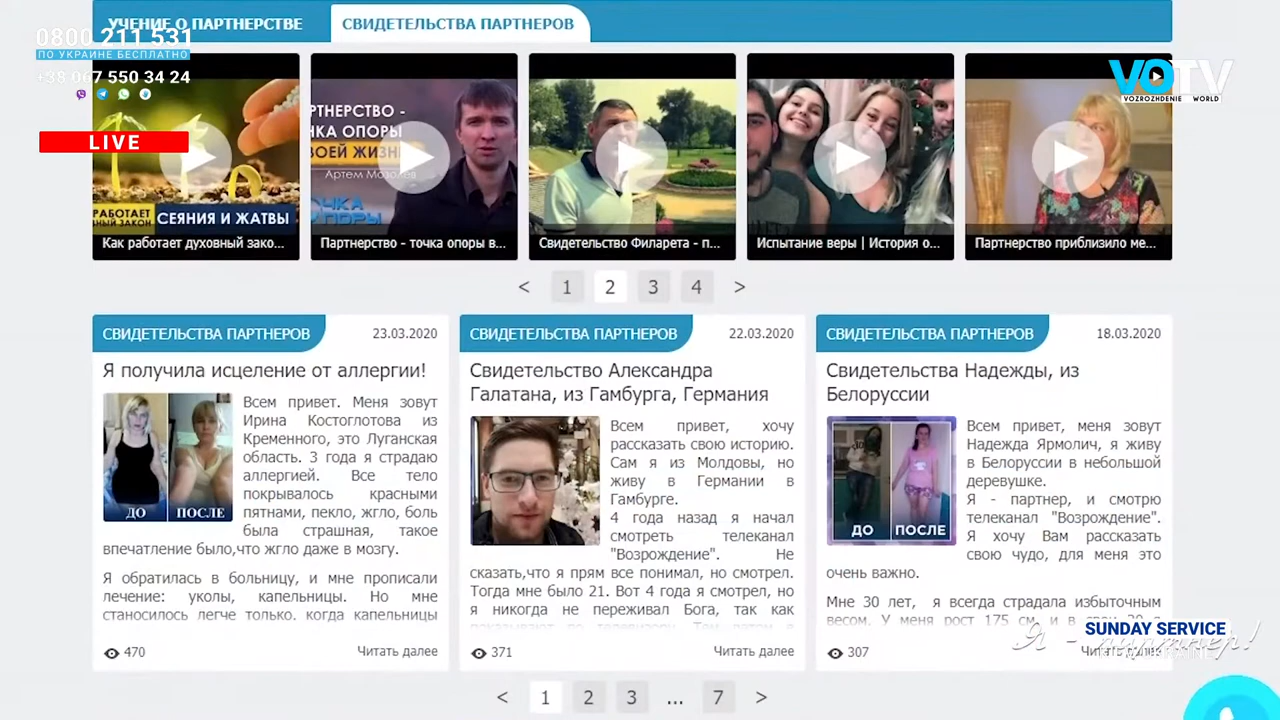 УЧЕНИЕ О ПАРТНЕРСТВЕ
СВИДЕТЕЛЬСТВА ПАРТНЕРОВ
0800 211 531
ПО УКРАИНЕ БЕСПЛАТНО
+38 067 550 34 24
LIVE
VOTV
VOZROZHDENIE WORLD
РАБОТАЕТ
СЕЯНИЯ И ЖАТВЫ
Как работает духовный зако...
Артем Мозолев
Партнерство - точка опоры в...
Свидетельство Филарета - п...
Испытание веры | История о...
Партнерство приблизило ме...
< 1 2 3 4 >
СВИДЕТЕЛЬСТВА ПАРТНЕРОВ
23.03.2020
Я получила исцеление от аллергии!
ДО ПОСЛЕ
Всем привет. Меня зовут
Ирина Костоглотова из
Кременного, это Луганская
область. 3 года я страдаю
аллергией. Все тело
покрывалось красными
пятнами, пекло, жгло, боль
была страшная, такое
впечатление было,что жгло даже в мозгу.
Я обратилась в больницу, и мне прописали
лечение: уколы, капельницы. Но мне
становилось легче только, когда капельницы
470
Читать далее
СВИДЕТЕЛЬСТВА ПАРТНЕРОВ
22.03.2020
Свидетельство Александра
Галатана, из Гамбурга, Германия
Всем привет, хочу
рассказать свою историю.
Сам я из Молдовы, но
живу в Германии в
Гамбурге.
4 года назад я начал
смотреть телеканал
"Возрождение". Не
сказать,что я прям все понимал, но смотрел.
Тогда мне было 21. Вот 4 года я смотрел, но
я никогда не переживал Бога, так как
371
Читать далее
СВИДЕТЕЛЬСТВА ПАРТНЕРОВ
18.03.2020
Свидетельства Надежды, из
Белоруссии
ДО ПОСЛЕ
Всем привет, меня зовут
Надежда Ярмолич, я живу
в Белоруссии в небольшой
деревушке.
Я - партнер, и смотрю
телеканал "Возрождение".
Я хочу Вам рассказать
свою чудо, для меня это
очень важно.
Мне 30 лет, я всегда страдала избыточным
весом. У меня рост 175 см, и в свои 30 я
307
SUNDAY SERVICE
Я - партнер!
< 1 2 3 ... 7 >